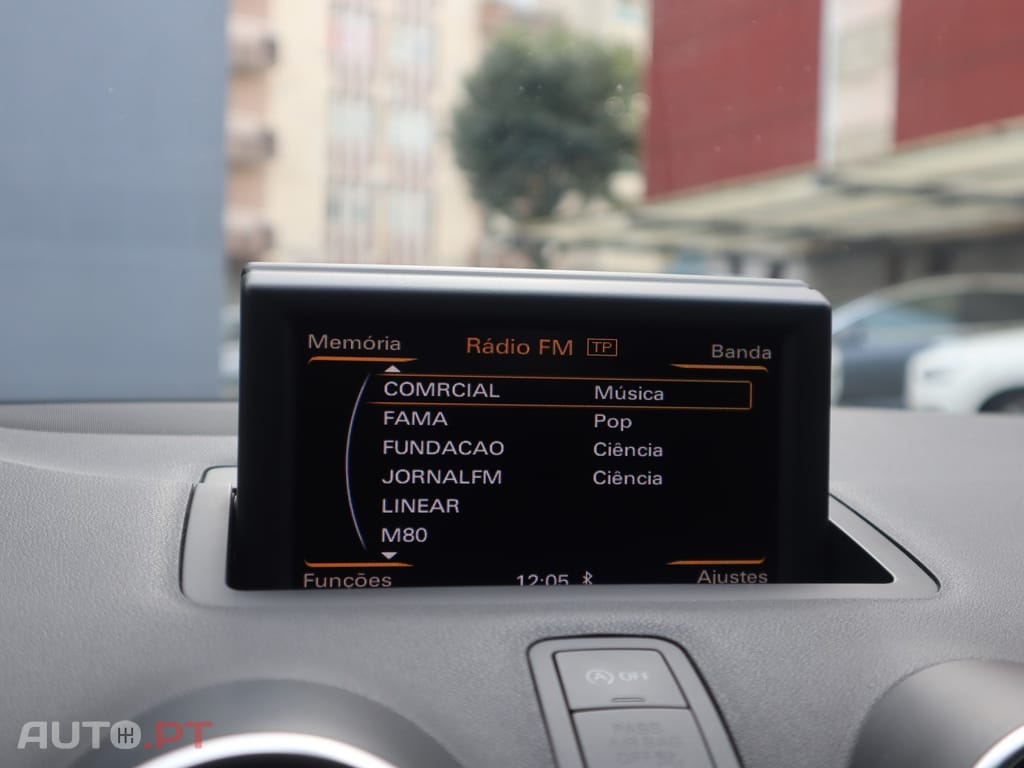 Memória Rádio FM TP Banda
COMRCIAL Música
FAMA Pop
FUNDACAO Ciência
JORNALFM Ciência
LINEAR
M80
Funções 12:05 Ajustes
A OFF
AUTO.PT